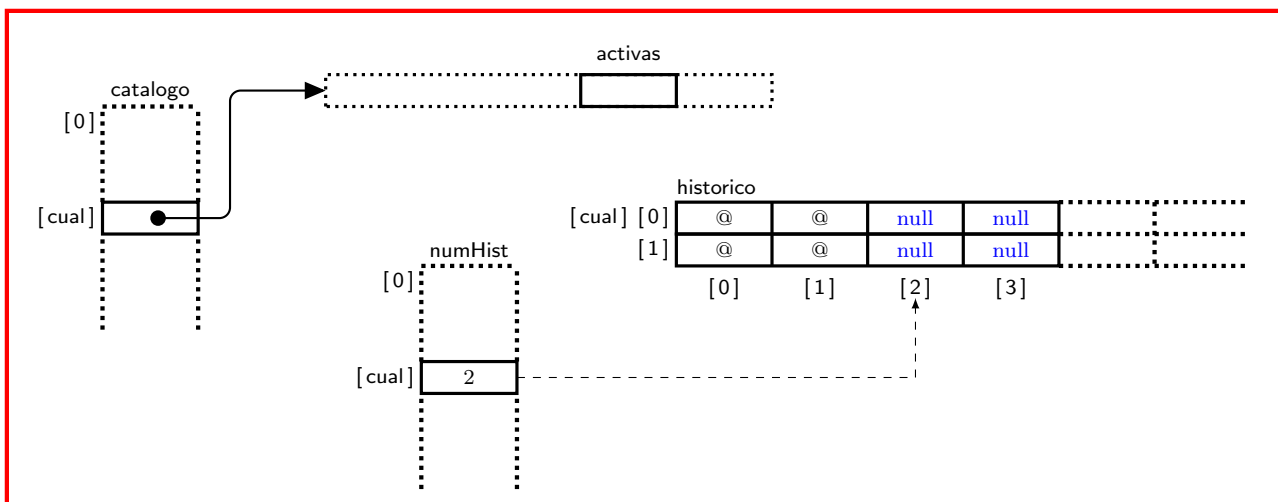 activas
catalogo
[0]
historico
[cual] [cual] [0] @ @ null null
numHist [1] @ @ null null
[0] [0] [1] [2] [3]
[cual] 2